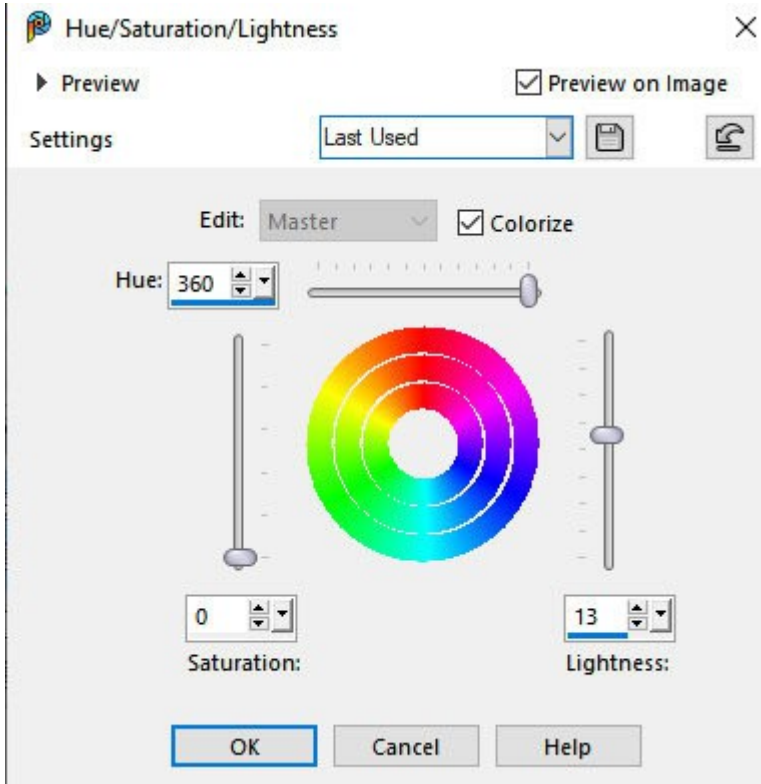 Hue/Saturation/Lightness
Preview
Preview on Image
Settings
Last Used
Edit: Master
Colorize
Hue: 360
0
13
Saturation:
Lightness:
OK
Cancel
Help